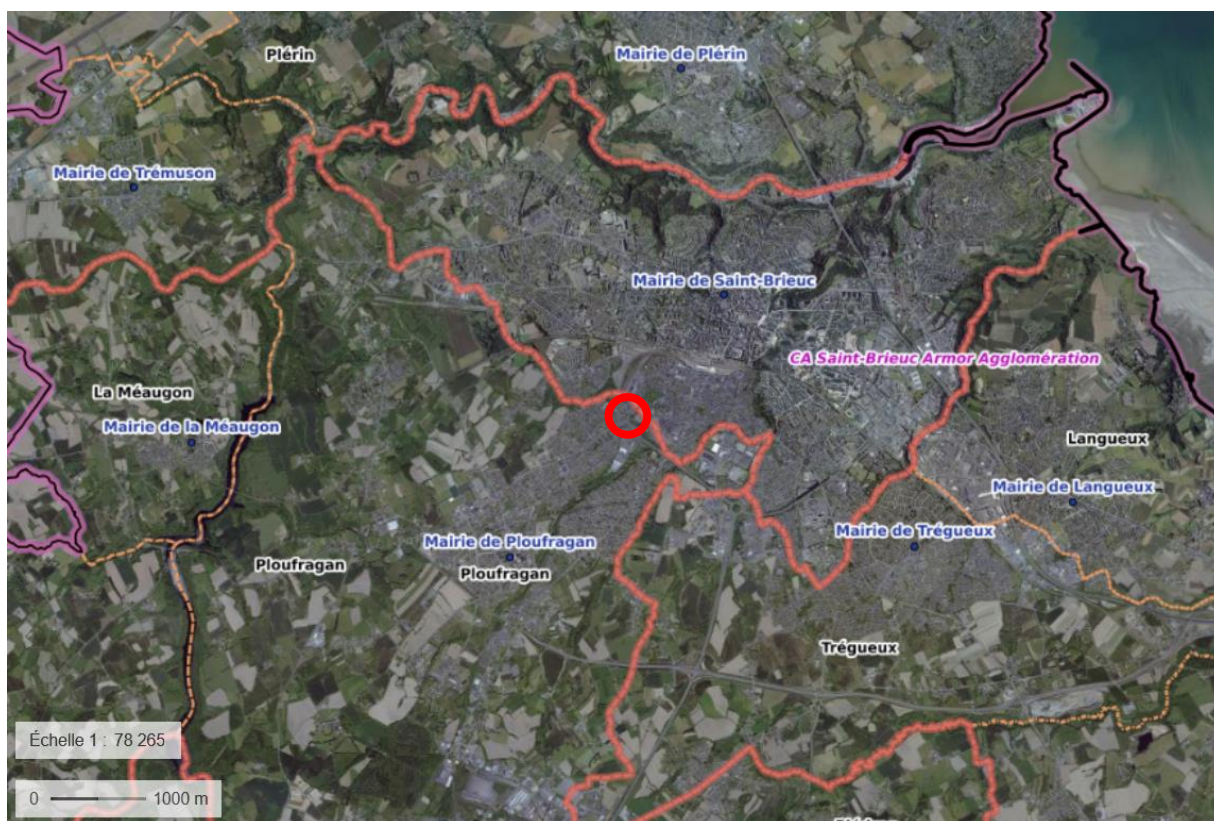 Plérin
Mairie de Plérin
Mairie de Trémuson
Mairie de Saint-Brieuc
CA Saint-Brieuc Armor Agglomération
La Méaugon
Mairie de la Méaugon
Langueux
Mairie de Langueux
Mairie de Trégueux
Mairie de Ploufragan
Ploufragan
Ploufragan
Trégueux
Échelle 1 : 78 265
0 1000 m